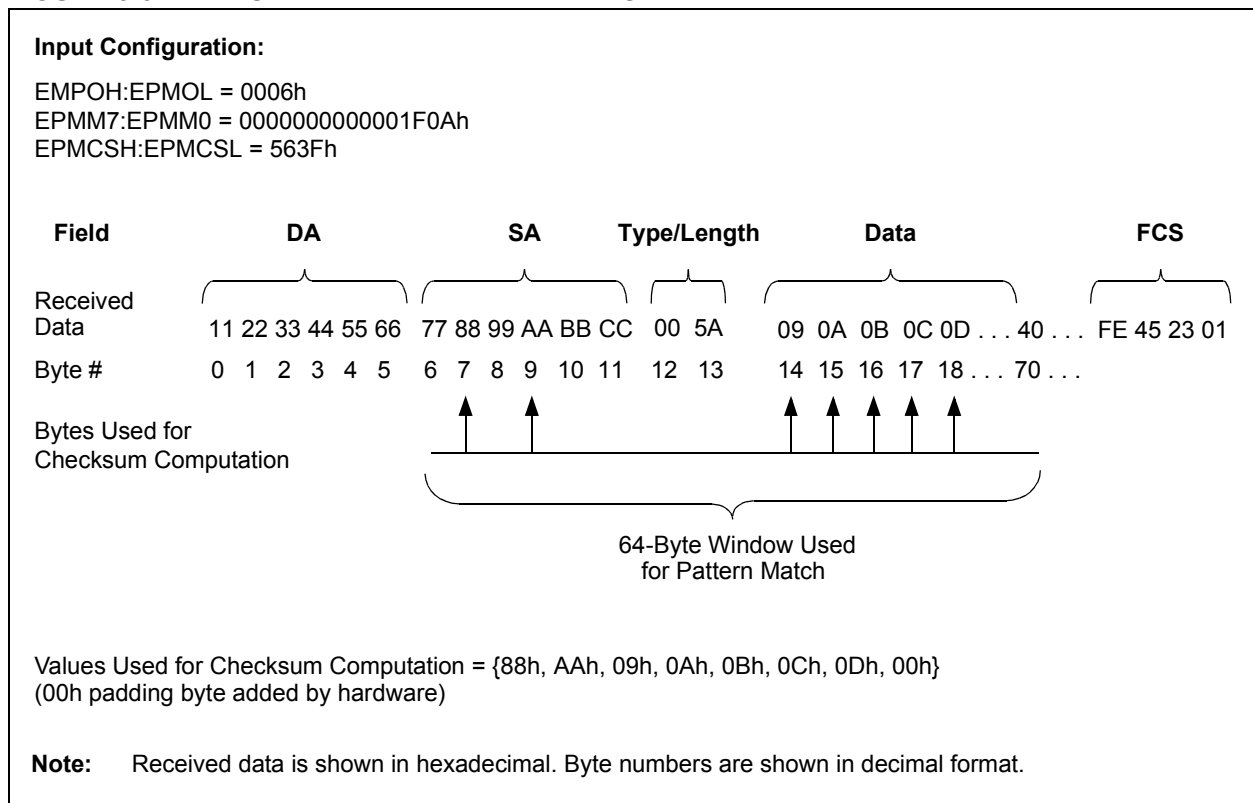 Input Configuration:
EMPOH:EPMOL = 0006h
EPMM7:EPMM0 = 0000000000001F0Ah
EPMCSH:EPMCSL = 563Fh
Field DA SA Type/Length Data FCS
Received
Data 11 22 33 44 55 66 77 88 99 AA BB CC 00 5A 09 0A 0B 0C 0D . . . 40 . . . FE 45 23 01
Byte # 0 1 2 3 4 5 6 7 8 9 10 11 12 13 14 15 16 17 18 . . . 70 . . .
Bytes Used for
Checksum Computation
64-Byte Window Used
for Pattern Match
Values Used for Checksum Computation = {88h, AAh, 09h, 0Ah, 0Bh, 0Ch, 0Dh, 00h}
(00h padding byte added by hardware)
Note: Received data is shown in hexadecimal. Byte numbers are shown in decimal format.